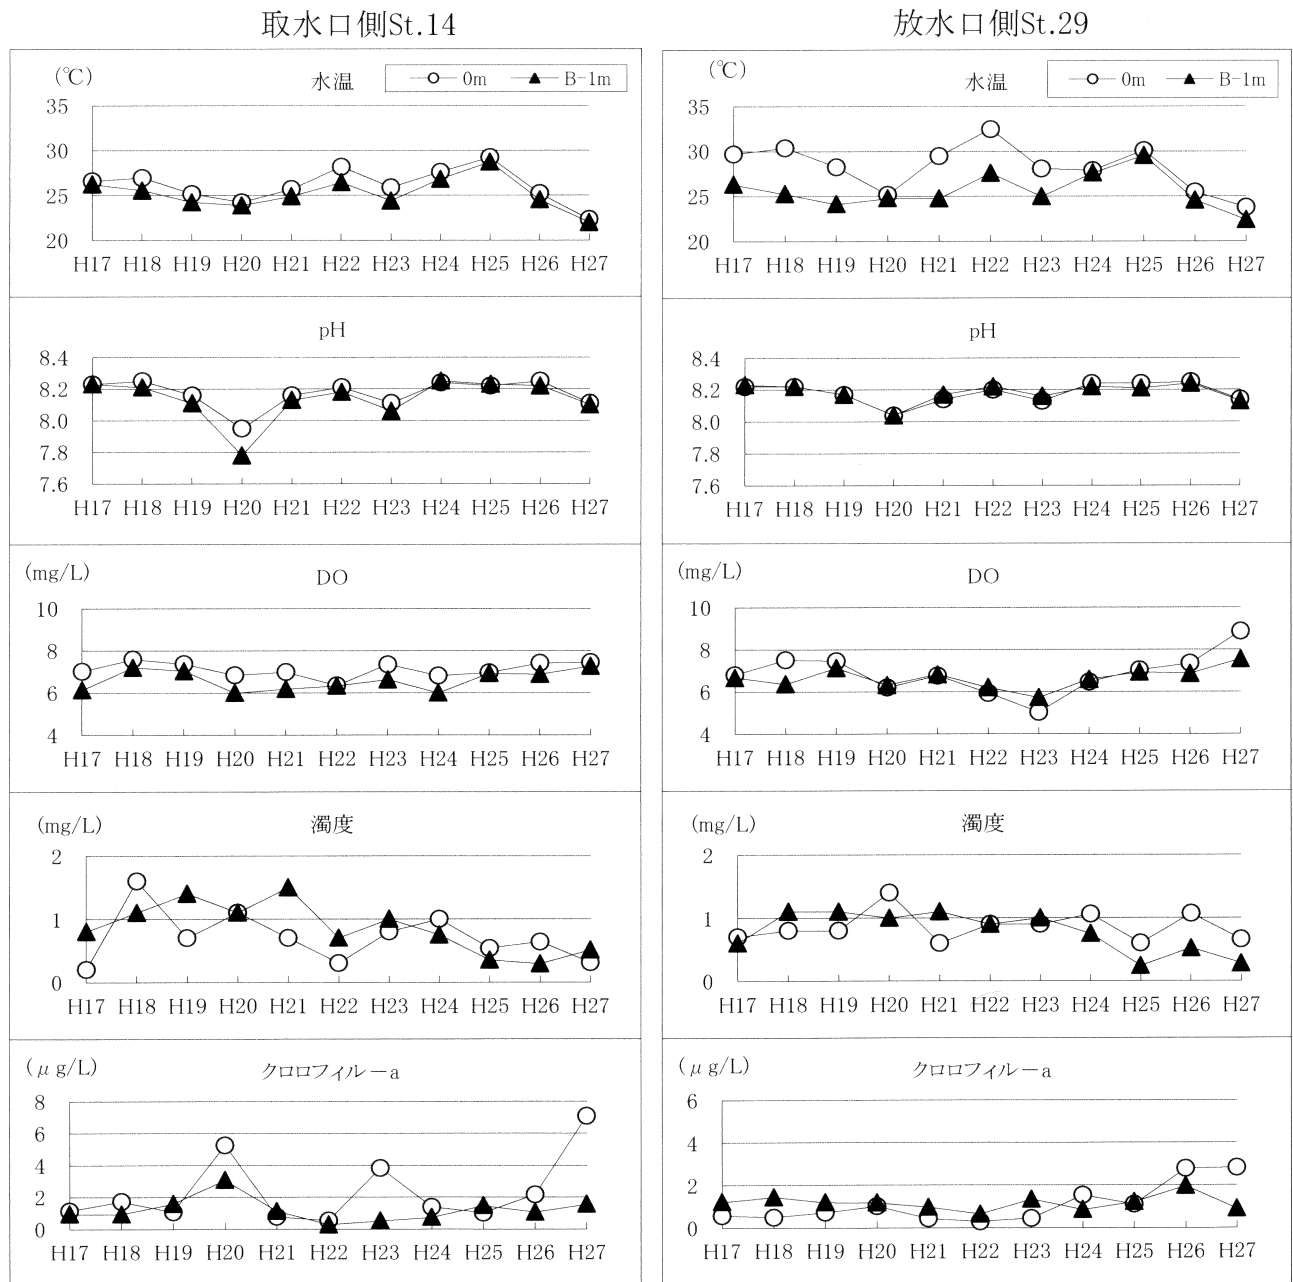 取水口側St.14
(℃)
水温
0m
B-1m
35
30
25
20
H17 H18 H19 H20 H21 H22 H23 H24 H25 H26 H27
pH
8.4
8.2
8.0
7.8
7.6
H17 H18 H19 H20 H21 H22 H23 H24 H25 H26 H27
(mg/L)
DO
10
8
6
4
H17 H18 H19 H20 H21 H22 H23 H24 H25 H26 H27
(mg/L)
濁度
2
1
0
H17 H18 H19 H20 H21 H22 H23 H24 H25 H26 H27
(μg/L)
クロロフィル-a
8
6
4
2
0
H17 H18 H19 H20 H21 H22 H23 H24 H25 H26 H27
放水口側St.29
(℃)
水温
0m
B-1m
35
30
25
20
H17 H18 H19 H20 H21 H22 H23 H24 H25 H26 H27
pH
8.4
8.2
8.0
7.8
7.6
H17 H18 H19 H20 H21 H22 H23 H24 H25 H26 H27
(mg/L)
DO
10
8
6
4
H17 H18 H19 H20 H21 H22 H23 H24 H25 H26 H27
(mg/L)
濁度
2
1
0
H17 H18 H19 H20 H21 H22 H23 H24 H25 H26 H27
(μg/L)
クロロフィル-a
6
4
2
0
H17 H18 H19 H20 H21 H22 H23 H24 H25 H26 H27